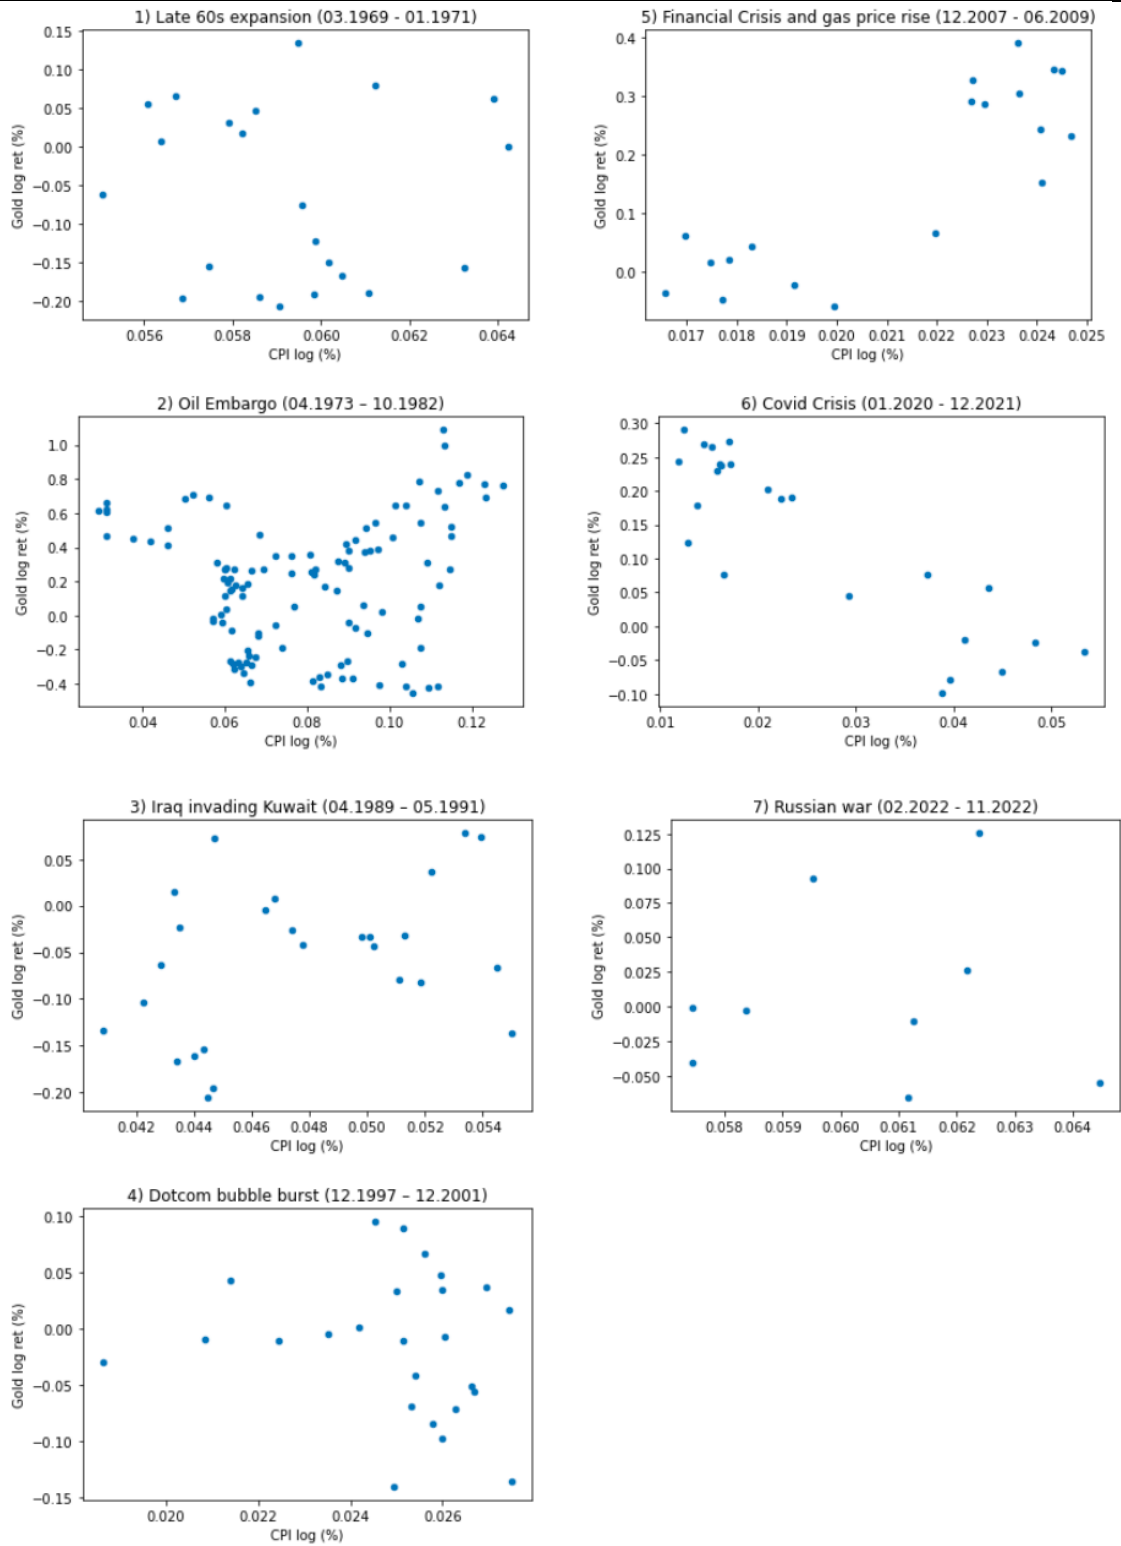 1) Late 60s expansion (03.1969 - 01.1971)
0.15
0.10
0.05
0.00
−0.05
−0.10
−0.15
−0.20
Gold log ret (%)
0.056 0.058 0.060 0.062 0.064
CPI log (%)
5) Financial Crisis and gas price rise (12.2007 - 06.2009)
0.4
0.3
0.2
0.1
0.0
Gold log ret (%)
0.017 0.018 0.019 0.020 0.021 0.022 0.023 0.024 0.025
CPI log (%)
2) Oil Embargo (04.1973 – 10.1982)
1.0
0.8
0.6
0.4
0.2
0.0
−0.2
−0.4
Gold log ret (%)
0.04 0.06 0.08 0.10 0.12
CPI log (%)
6) Covid Crisis (01.2020 - 12.2021)
0.30
0.25
0.20
0.15
0.10
0.05
0.00
−0.05
−0.10
Gold log ret (%)
0.01 0.02 0.03 0.04 0.05
CPI log (%)
3) Iraq invading Kuwait (04.1989 – 05.1991)
0.05
0.00
−0.05
−0.10
−0.15
−0.20
Gold log ret (%)
0.042 0.044 0.046 0.048 0.050 0.052 0.054
CPI log (%)
7) Russian war (02.2022 - 11.2022)
0.125
0.100
0.075
0.050
0.025
0.000
−0.025
−0.050
Gold log ret (%)
0.058 0.059 0.060 0.061 0.062 0.063 0.064
CPI log (%)
4) Dotcom bubble burst (12.1997 – 12.2001)
0.10
0.05
0.00
−0.05
−0.10
−0.15
Gold log ret (%)
0.020 0.022 0.024 0.026
CPI log (%)